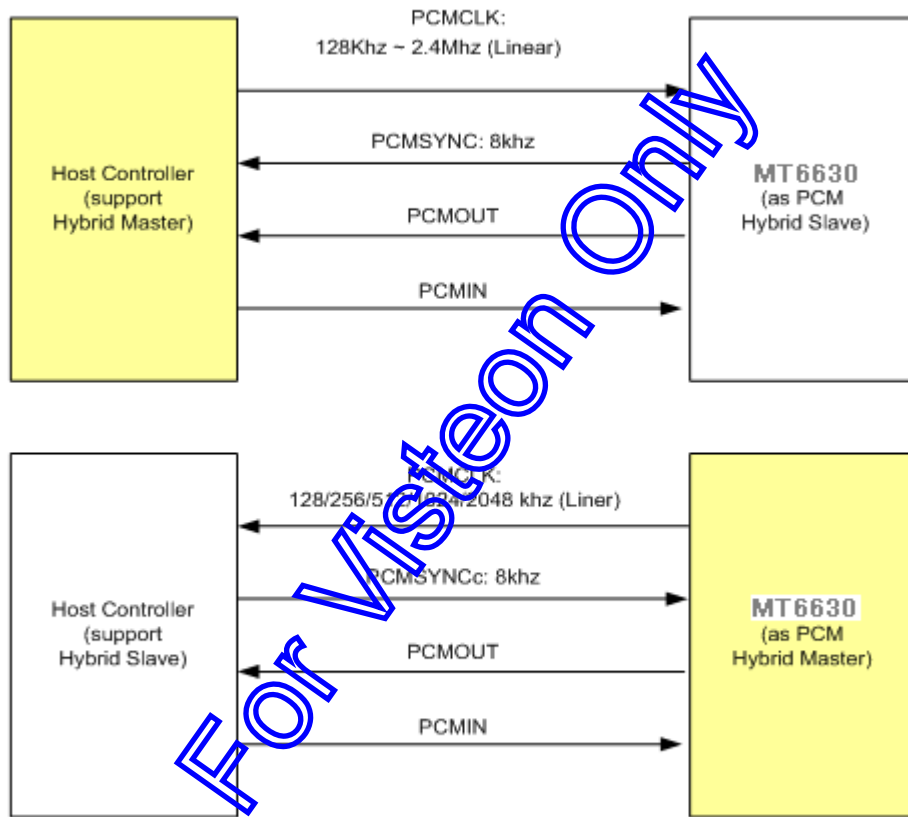 PCMCLK:
128Khz ~ 2.4Mhz (Linear)
PCMSYNC: 8khz
PCMOUT
PCMIN
Host Controller
(support
Hybrid Master)
MT6630
(as PCM
Hybrid Slave)
PCMCLK:
128/256/512/1024/2048 khz (Liner)
PCMSYNCc: 8khz
PCMOUT
PCMIN
Host Controller
(support
Hybrid Slave)
MT6630
(as PCM
Hybrid Master)
For Visteon Only